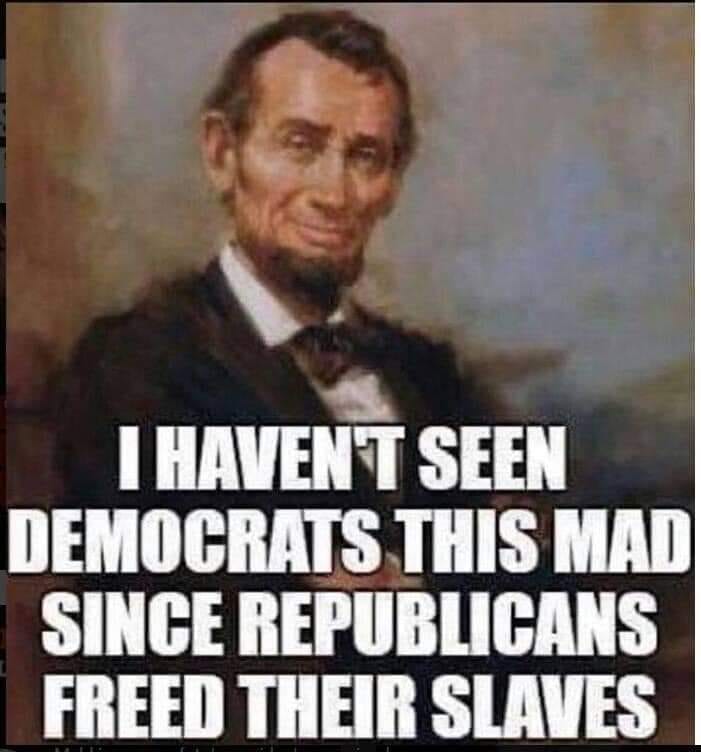 I HAVEN'T SEEN
DEMOCRATS THIS MAD
SINCE REPUBLICANS
FREED THEIR SLAVES